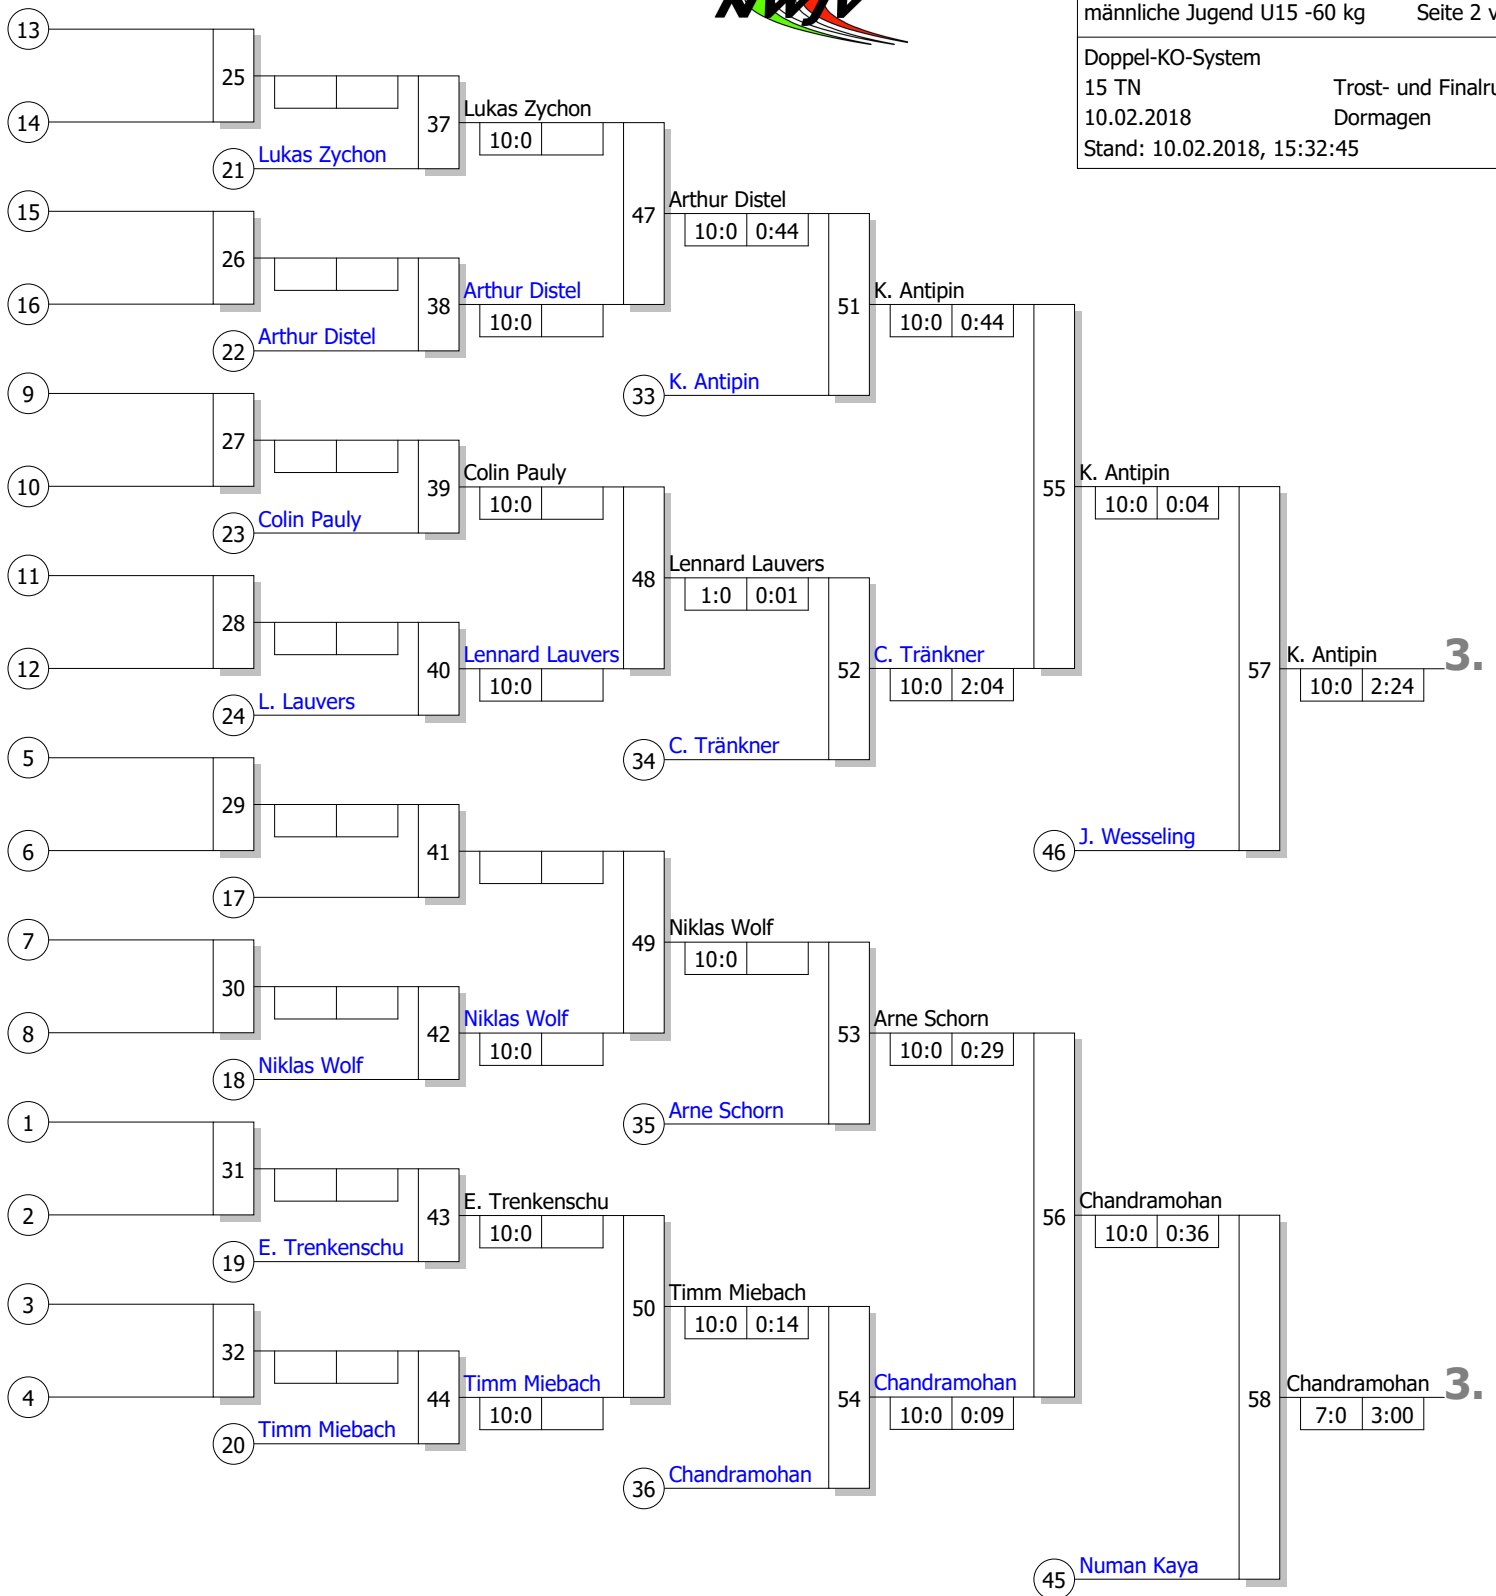 NWJV
männliche Jugend U15 -60 kg Seite 2 v
Doppel-KO-System
15 TN Trost- und Finalru
10.02.2018 Dormagen
Stand: 10.02.2018, 15:32:45
13
25
14
37
Lukas Zychon
10:0
21
Lukas Zychon
15
26
16
38
Arthur Distel
10:0
22
Arthur Distel
47
Arthur Distel
10:0 0:44
33
K. Antipin
51
K. Antipin
10:0 0:44
9
27
10
39
Colin Pauly
10:0
23
Colin Pauly
11
28
12
40
Lennard Lauvers
10:0
24
L. Lauvers
48
Lennard Lauvers
1:0 0:01
34
C. Tränkner
52
C. Tränkner
10:0 2:04
55
K. Antipin
10:0 0:04
46
J. Wesseling
57
K. Antipin
10:0 2:24
3.
5
29
6
41
17
7
30
8
42
Niklas Wolf
10:0
18
Niklas Wolf
49
Niklas Wolf
10:0
35
Arne Schorn
53
Arne Schorn
10:0 0:29
1
31
2
43
E. Trenkenschu
10:0
19
E. Trenkenschu
3
32
4
44
Timm Miebach
10:0
20
Timm Miebach
50
Timm Miebach
10:0 0:14
36
Chandramohan
54
Chandramohan
10:0 0:09
56
Chandramohan
10:0 0:36
45
Numan Kaya
58
Chandramohan
7:0 3:00
3.